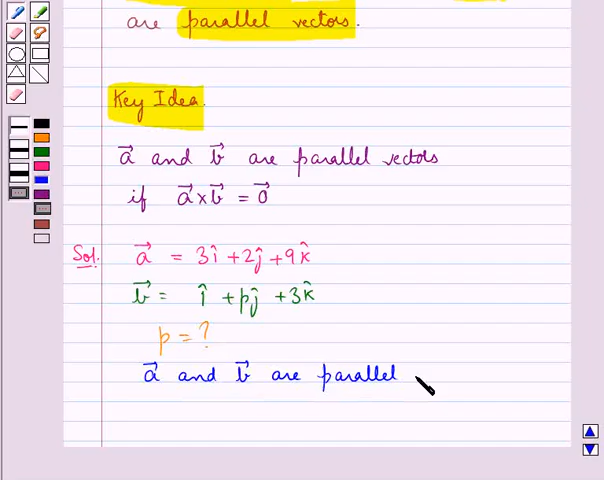 are parallel vectors.
Key Idea.
a⃗ and b⃗ are parallel vectors
if a⃗ x b⃗ = 0⃗
Sol. a⃗ = 3î + 2ĵ + 9k̂
b⃗ = î + pĵ + 3k̂
p = ?
a⃗ and b⃗ are parallel